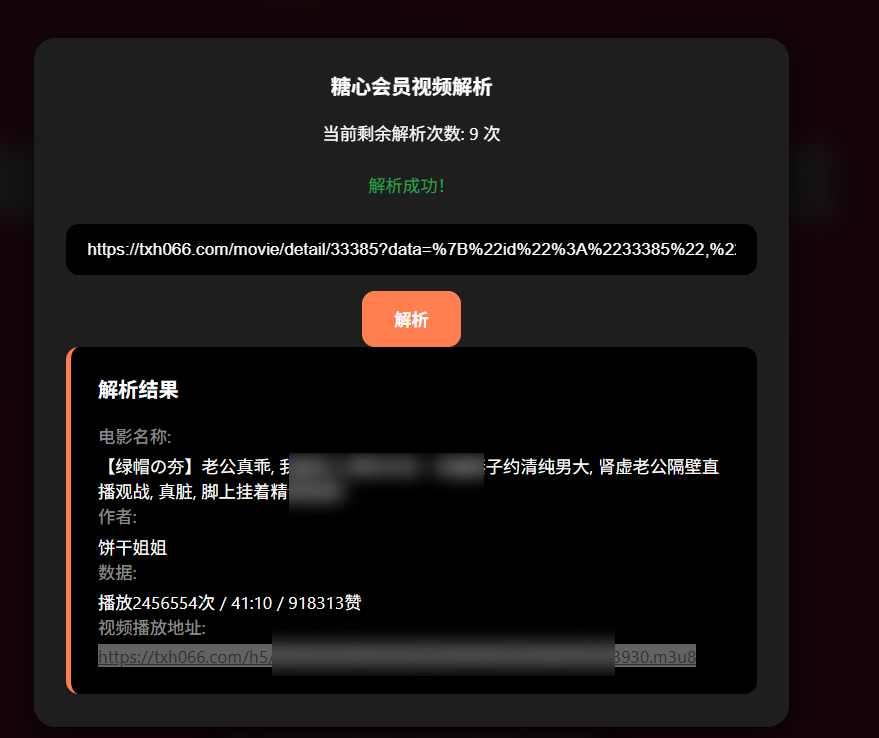 糖心会员视频解析
当前剩余解析次数: 9 次
解析成功!
https://txh066.com/movie/detail/33385?data=%7B%22id%22%3A%2233385%22,%22
解析
解析结果
电影名称:
【绿帽の夯】老公真乖, 子约清纯男大, 肾虚老公隔壁直
播观战, 真脏, 脚上挂着精
作者:
饼干姐姐
数据:
播放2456554次 / 41:10 / 918313赞
视频播放地址:
https://txh066.com/h5/ 3930.m3u8